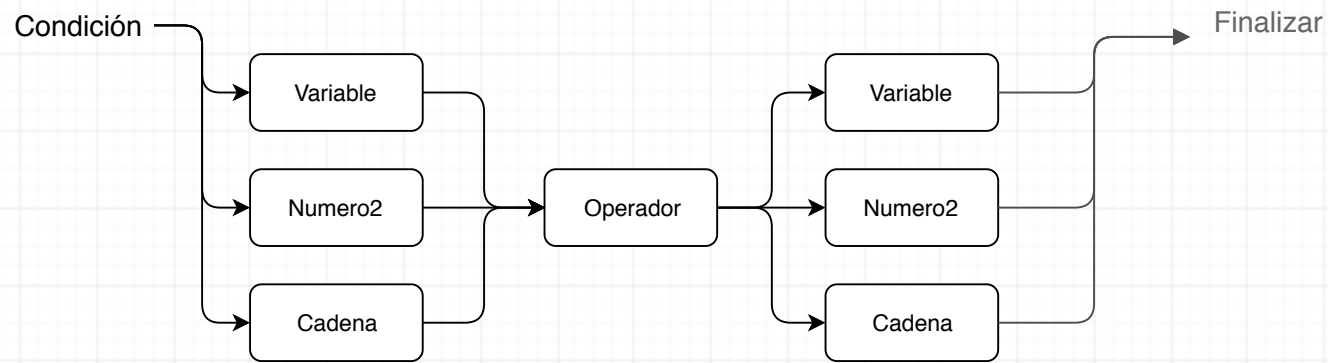 Condición
Finalizar
Variable
Variable
Numero2
Operador
Numero2
Cadena
Cadena